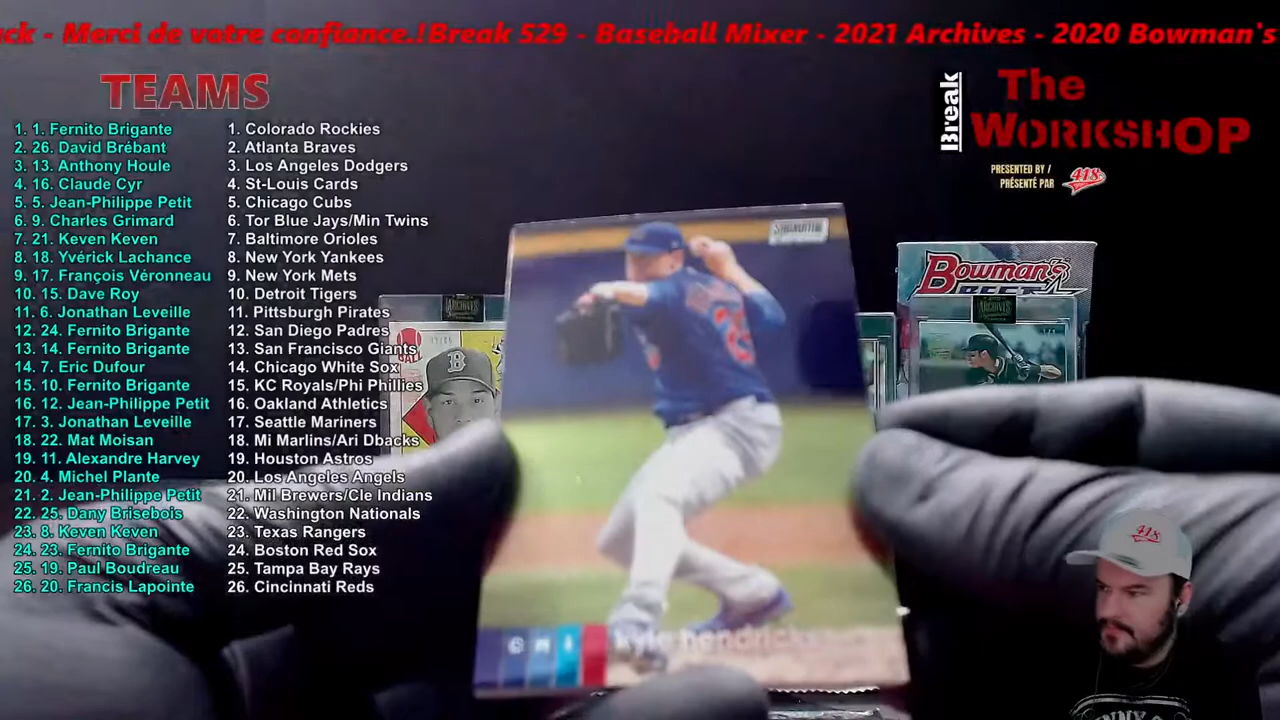 ck - Merci de votre confiance.!Break 529 - Baseball Mixer - 2021 Archives - 2020 Bowman's
TEAMS
1. 1. Fernito Brigante
2. 26. David Brébant
3. 13. Anthony Houle
4. 16. Claude Cyr
5. 5. Jean-Philippe Petit
6. 9. Charles Grimard
7. 21. Keven Keven
8. 18. Yvérick Lachance
9. 17. François Véronneau
10. 15. Dave Roy
11. 6. Jonathan Leveille
12. 24. Fernito Brigante
13. 14. Fernito Brigante
14. 7. Eric Dufour
15. 10. Fernito Brigante
16. 12. Jean-Philippe Petit
17. 3. Jonathan Leveille
18. 22. Mat Moisan
19. 11. Alexandre Harvey
20. 4. Michel Plante
21. 2. Jean-Philippe Petit
22. 25. Dany Brisebois
23. 8. Keven Keven
24. 23. Fernito Brigante
25. 19. Paul Boudreau
26. 20. Francis Lapointe
1. Colorado Rockies
2. Atlanta Braves
3. Los Angeles Dodgers
4. St-Louis Cards
5. Chicago Cubs
6. Tor Blue Jays/Min Twins
7. Baltimore Orioles
8. New York Yankees
9. New York Mets
10. Detroit Tigers
11. Pittsburgh Pirates
12. San Diego Padres
13. San Francisco Giants
14. Chicago White Sox
15. KC Royals/Phi Phillies
16. Oakland Athletics
17. Seattle Mariners
18. Mi Marlins/Ari Dbacks
19. Houston Astros
20. Los Angeles Angels
21. Mil Brewers/Cle Indians
22. Washington Nationals
23. Texas Rangers
24. Boston Red Sox
25. Tampa Bay Rays
26. Cincinnati Reds
Break
The
WORKSHOP
PRESENTED BY /
PRÉSENTÉ PAR
418
Bowman's
BEST
ARCHIVES
ARCHIVES
B
kyle hendricks
418